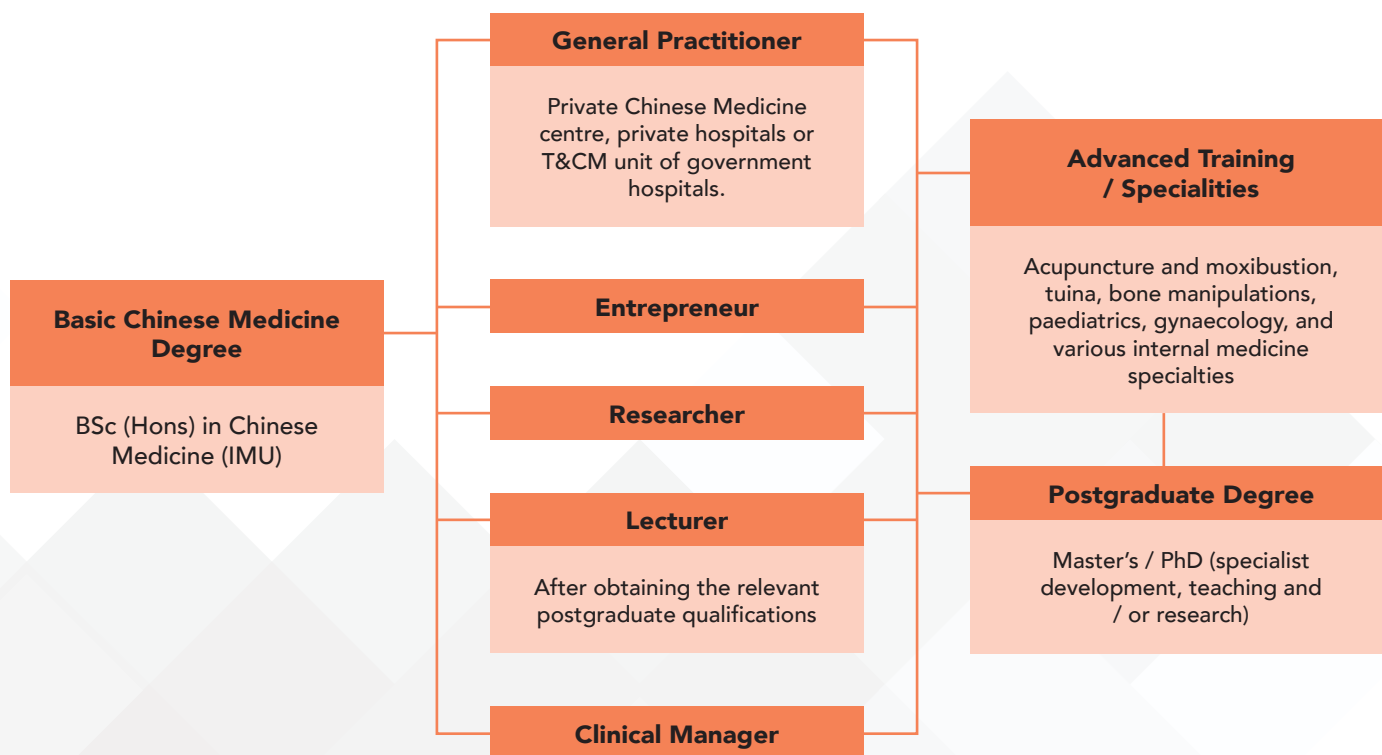 Basic Chinese Medicine
Degree
BSc (Hons) in Chinese
Medicine (IMU)
General Practitioner
Private Chinese Medicine
centre, private hospitals or
T&CM unit of government
hospitals.
Entrepreneur
Researcher
Lecturer
After obtaining the relevant
postgraduate qualifications
Clinical Manager
Advanced Training
/ Specialities
Acupuncture and moxibustion,
tuina, bone manipulations,
paediatrics, gynaecology, and
various internal medicine
specialties
Postgraduate Degree
Master's / PhD (specialist
development, teaching and
/ or research)